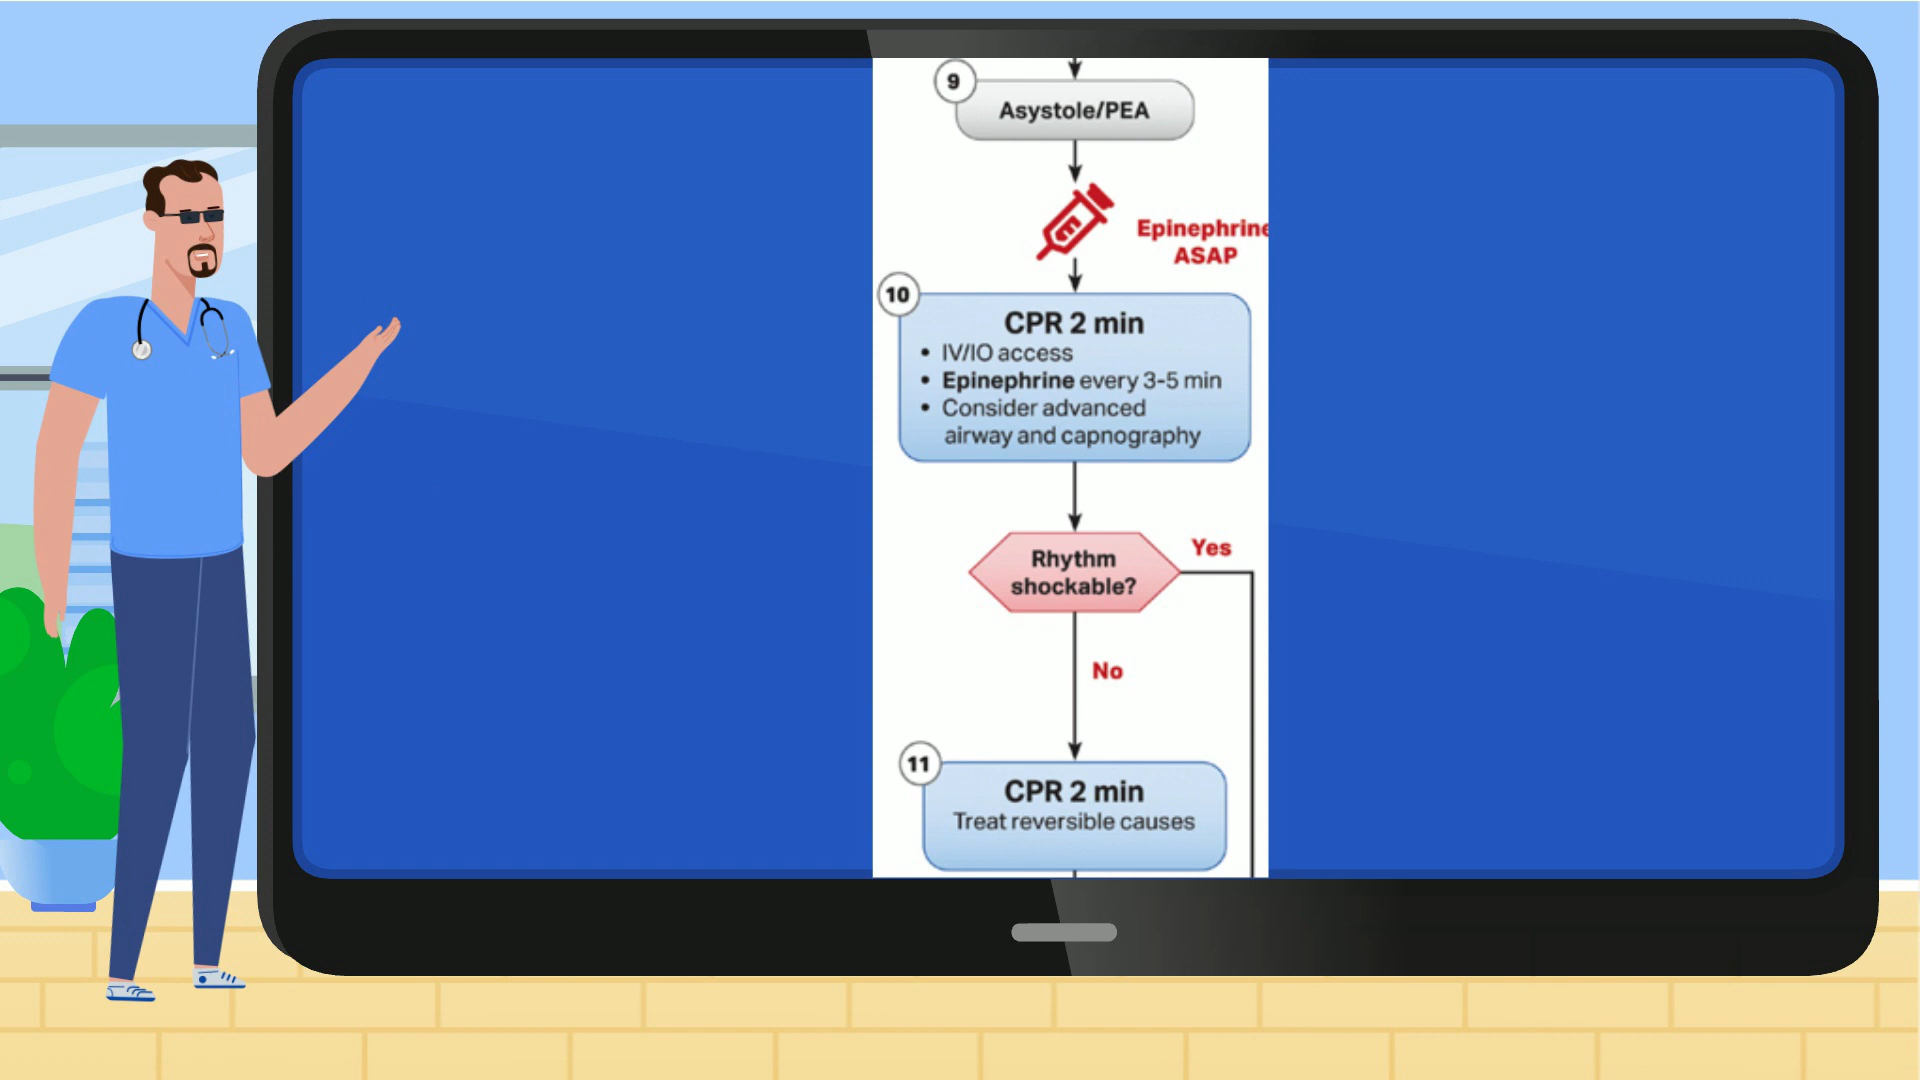 9
Asystole/PEA
Epinephrine
ASAP
10
CPR 2 min
• IV/IO access
• Epinephrine every 3-5 min
• Consider advanced
airway and capnography
Rhythm
shockable?
Yes
No
11
CPR 2 min
Treat reversible causes